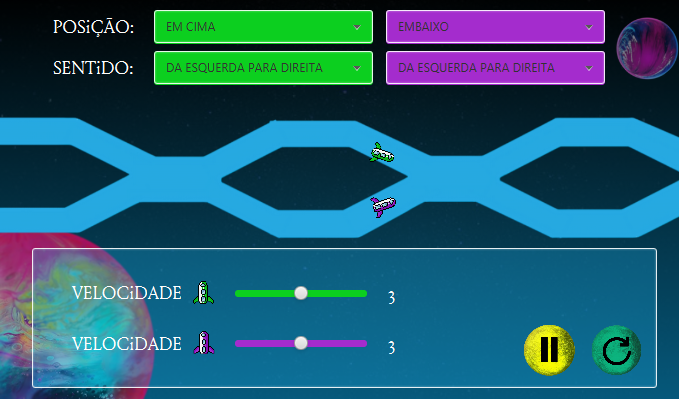 POSiÇÃO: EM CIMA EMBAIXO
SENTiDO: DA ESQUERDA PARA DIREITA DA ESQUERDA PARA DIREITA
VELOCiDADE 3
VELOCiDADE 3